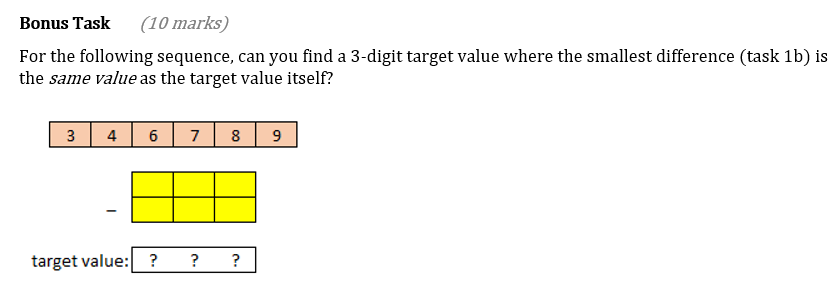 Bonus Task (10 marks)
For the following sequence, can you find a 3-digit target value where the smallest difference (task 1b) is
the same value as the target value itself?
3 4 6 7 8 9
–
target value: ? ? ?